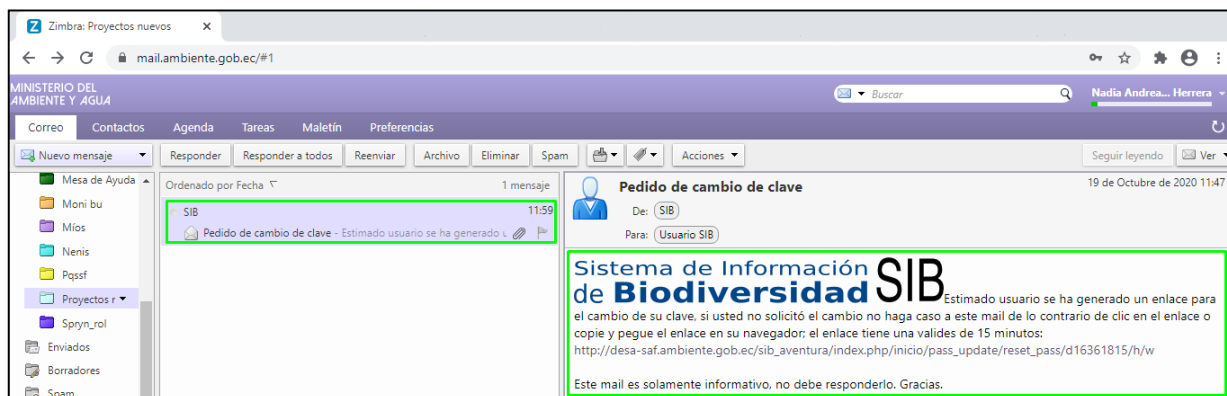 Zimbra: Proyectos nuevos
mail.ambiente.gob.ec/#1
MINISTERIO DEL
AMBIENTE Y AGUA
Buscar
Nadia Andrea... Herrera
Correo Contactos Agenda Tareas Maletín Preferencias
Nuevo mensaje Responder Responder a todos Reenviar Archivo Eliminar Spam Acciones Seguir leyendo Ver
Mesa de Ayuda
Moni bu
Míos
Nenis
Pqssf
Proyectos r
Spryn_rol
Enviados
Borradores
Spam
Ordenado por Fecha 1 mensaje
SIB 11:59
Pedido de cambio de clave - Estimado usuario se ha generado u
Pedido de cambio de clave 19 de Octubre de 2020 11:47
De: SIB
Para: Usuario SIB
Sistema de Información
de Biodiversidad SIB Estimado usuario se ha generado un enlace para
el cambio de su clave, si usted no solicitó el cambio no haga caso a este mail de lo contrario de clic en el enlace o
copie y pegue el enlace en su navegador; el enlace tiene una valides de 15 minutos:
http://desa-saf.ambiente.gob.ec/sib_aventura/index.php/inicio/pass_update/reset_pass/d16361815/h/w
Este mail es solamente informativo, no debe responderlo. Gracias.